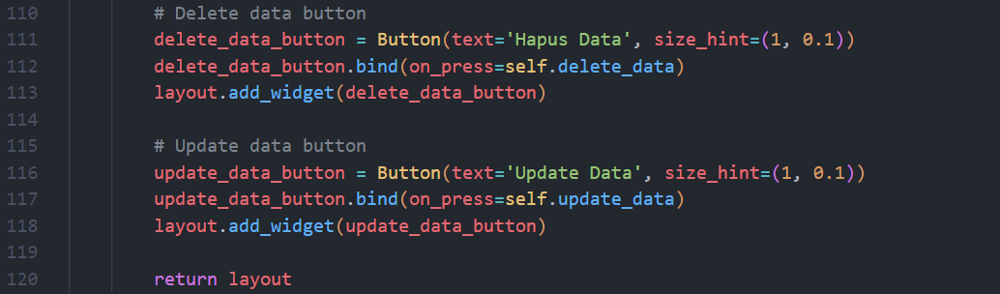 110 # Delete data button
111 delete_data_button = Button(text='Hapus Data', size_hint=(1, 0.1))
112 delete_data_button.bind(on_press=self.delete_data)
113 layout.add_widget(delete_data_button)
114
115 # Update data button
116 update_data_button = Button(text='Update Data', size_hint=(1, 0.1))
117 update_data_button.bind(on_press=self.update_data)
118 layout.add_widget(update_data_button)
119
120 return layout